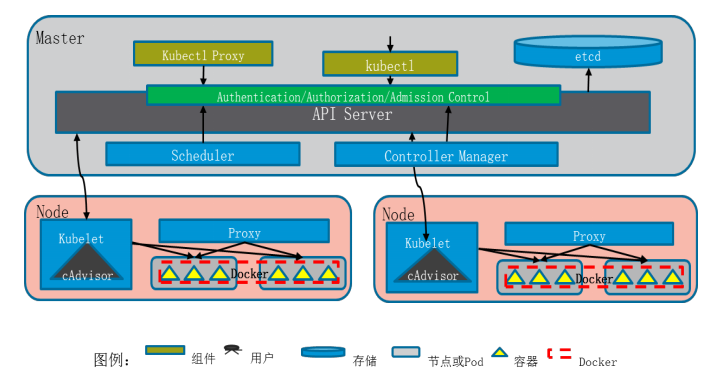 Master
Kubectl Proxy
kubectl
etcd
Authentication/Authorization/Admission Control
API Server
Scheduler
Controller Manager
Node
Proxy
Kubelet
cAdvisor
Docker
Node
Proxy
Kubelet
cAdvisor
Docker
图例： 组件 用户 存储 节点或Pod 容器 Docker